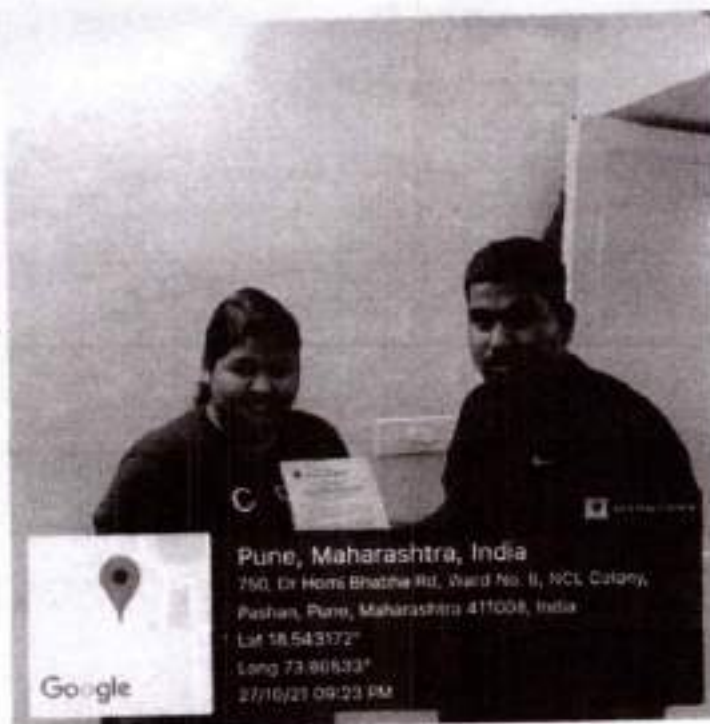 Pune, Maharashtra, India
750, Dr Homi Bhabha Rd, Ward No. 8, NCL Colony,
Pashan, Pune, Maharashtra 411008, India
Lat 18.543172°
Long 73.80833°
27/10/21 09:23 PM
Google